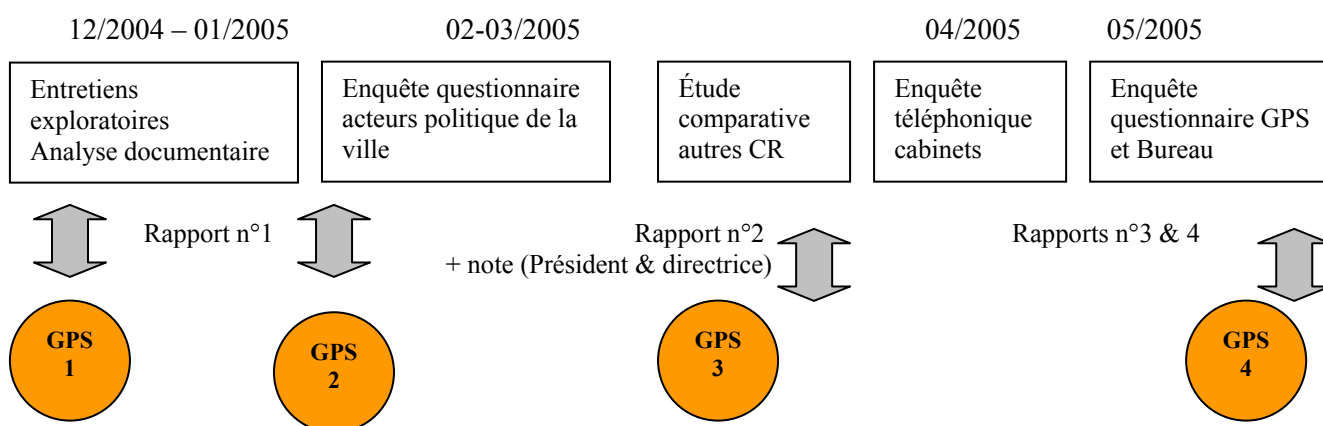 12/2004 – 01/2005
02-03/2005
04/2005
05/2005
Entretiens
exploratoires
Analyse documentaire
Enquête questionnaire
acteurs politique de la
ville
Étude
comparative
autres CR
Enquête
téléphonique
cabinets
Enquête
questionnaire GPS
et Bureau
Rapport n°1
Rapport n°2
+ note (Président & directrice)
Rapports n°3 & 4
GPS
1
GPS
2
GPS
3
GPS
4